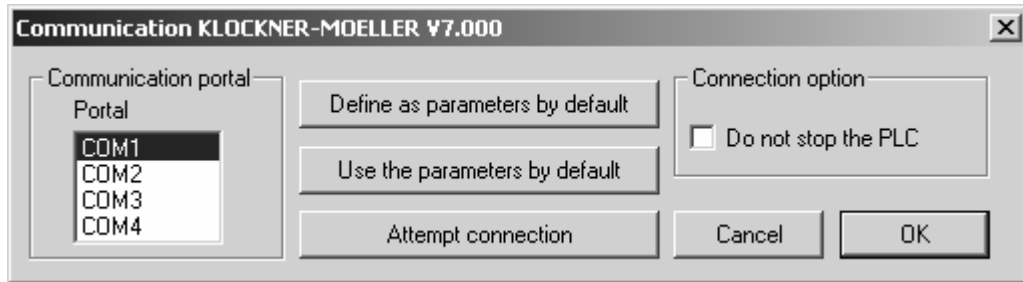 Communication KLOCKNER-MOELLER V7.000
Communication portal
Portal
COM1
COM2
COM3
COM4
Define as parameters by default
Use the parameters by default
Attempt connection
Connection option
Do not stop the PLC
Cancel
OK